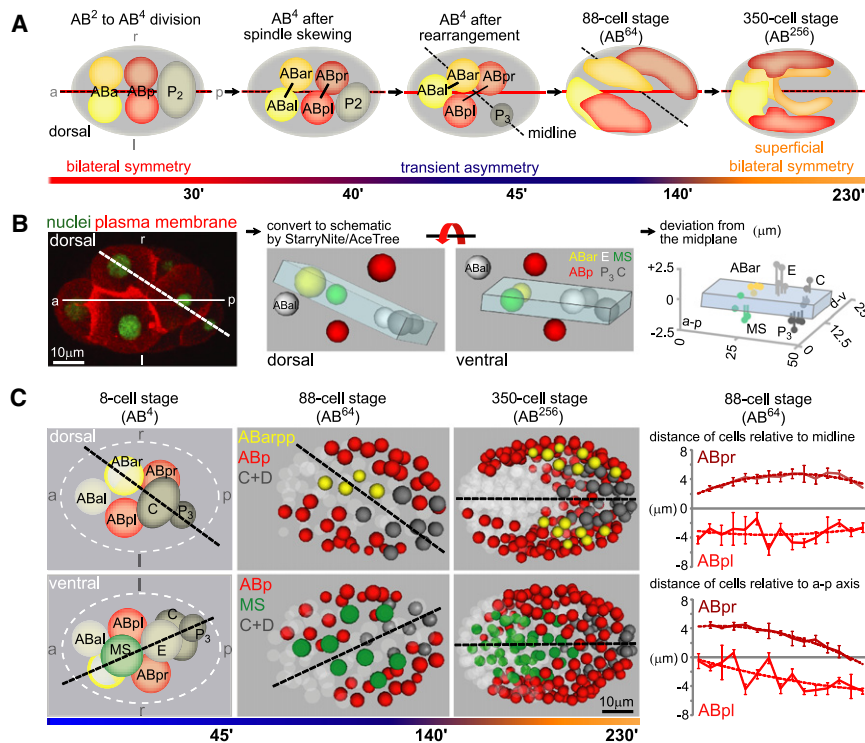 A
AB2 to AB4 division
AB4 after
spindle skewing
AB4 after
rearrangement
88-cell stage
(AB64)
350-cell stage
(AB256)
r
a
ABa
ABp
P2
p
dorsal
l
ABar
ABpr
ABal
ABpl
P2
ABar
ABal
ABpr
ABpl
P3
midline
bilateral symmetry
transient asymmetry
superficial
bilateral symmetry
30'
40'
45'
140'
230'
B
nuclei plasma membrane
dorsal
r
a
p
l
10μm
convert to schematic
by StarryNite/AceTree
ABal
dorsal
ABar E MS
ABp P3 C
ABal
ventral
deviation from
the midplane (μm)
+2.5
0
-2.5
ABar
E
C
MS
P3
a-p
d-v
0
25
50
0
12.5
25
C
8-cell stage
(AB4)
88-cell stage
(AB64)
350-cell stage
(AB256)
88-cell stage
(AB64)
dorsal
r
ABar
ABpr
a
ABal
C
p
ABpl
P3
l
ABarpp
ABp
C+D
distance of cells relative to midline
ABpr
8
4
(μm) 0
-4
-8
ABpl
ventral
l
ABpl
C
P3
ABal
a
MS
E
p
ABpr
r
ABp
MS
C+D
10μm
distance of cells relative to a-p axis
ABpr
8
4
(μm) 0
-4
-8
ABpl
45'
140'
230'